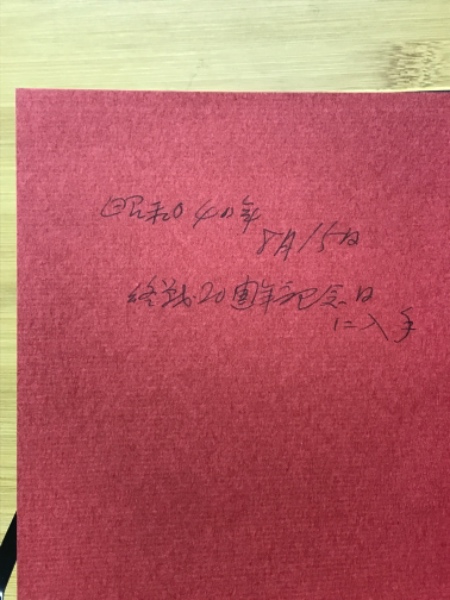 昭和40年
8月15日
終戦20周年記念日
に入手